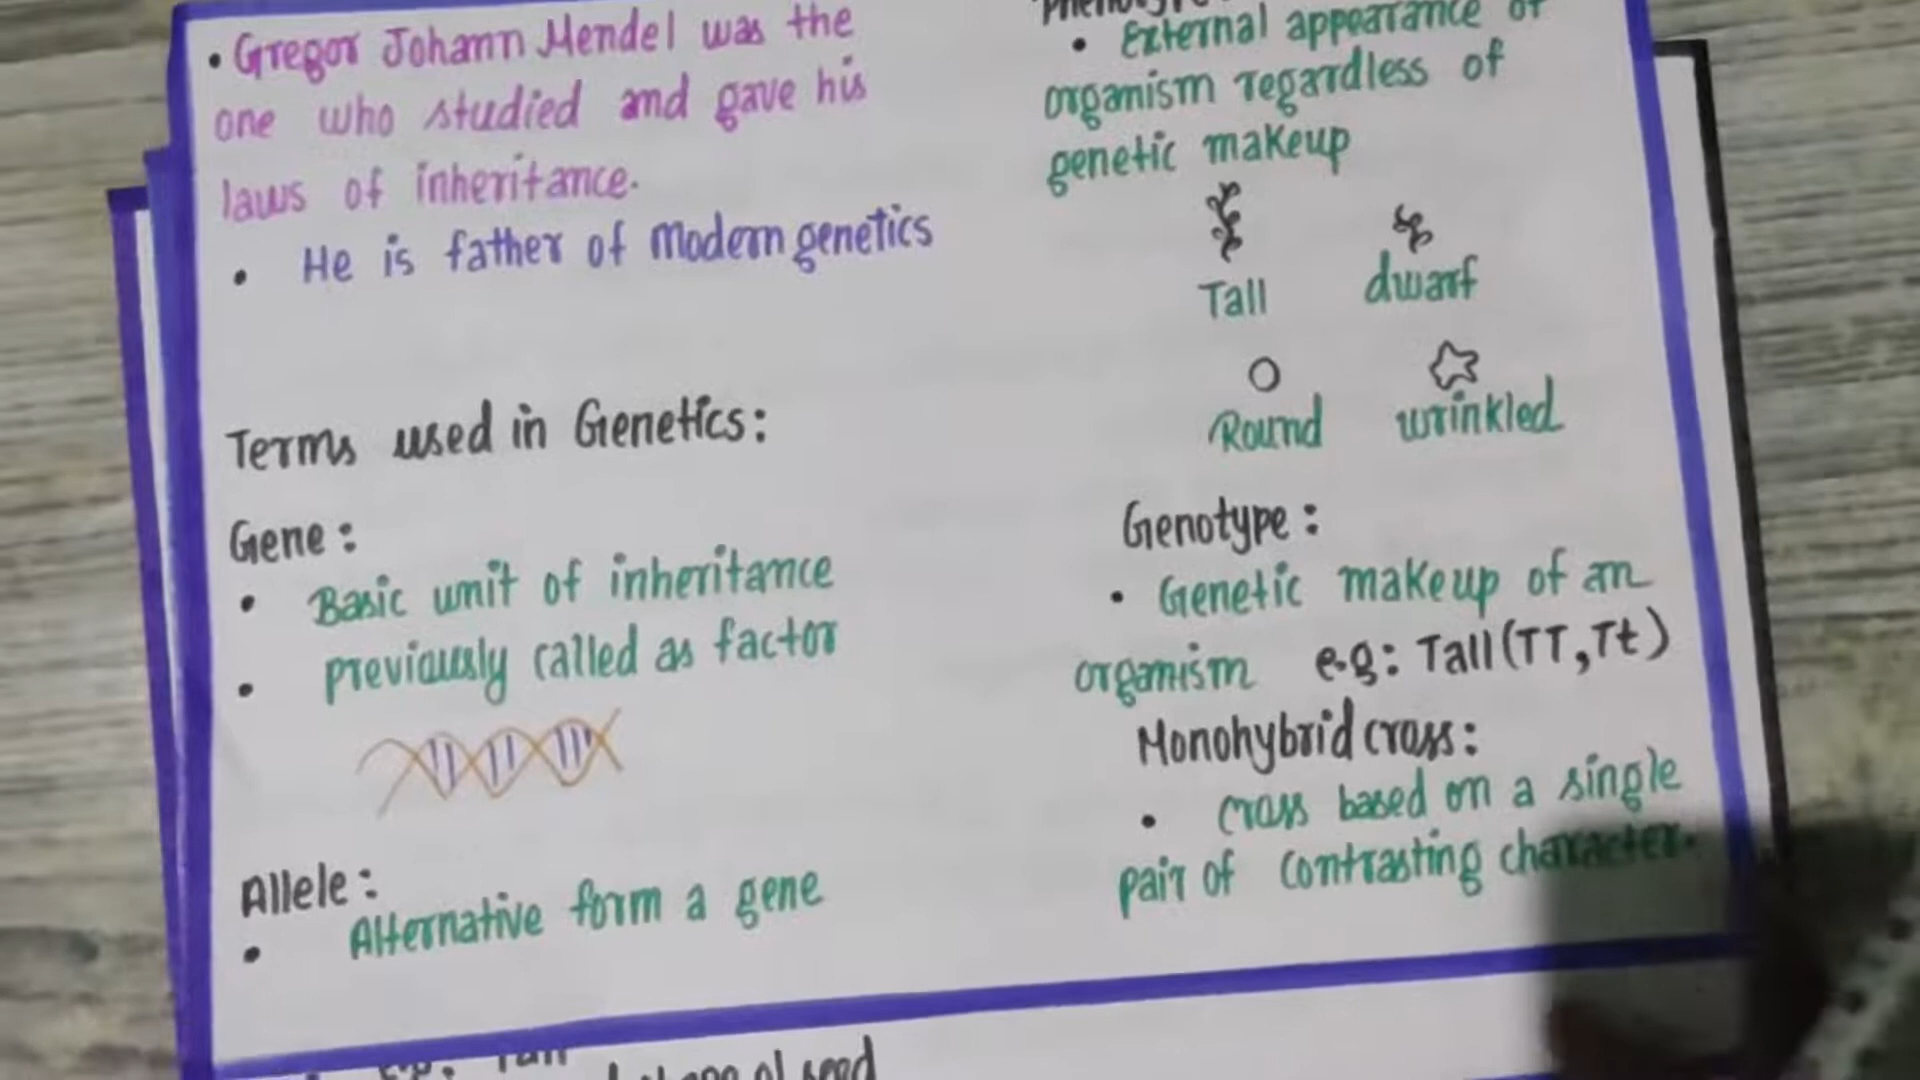 • Gregor Johann Mendel was the
one who studied and gave his
laws of inheritance.
• He is father of Modern genetics
Terms used in Genetics:
Gene:
• Basic unit of inheritance
• previously called as factor
Allele:
• Alternative form a gene
• External appearance of
organism regardless of
genetic makeup
Tall dwarf
Round wrinkled
Genotype:
• Genetic makeup of an
organism e.g: Tall (TT, Tt)
Monohybrid cross:
• cross based on a single
pair of contrasting character.
of seed